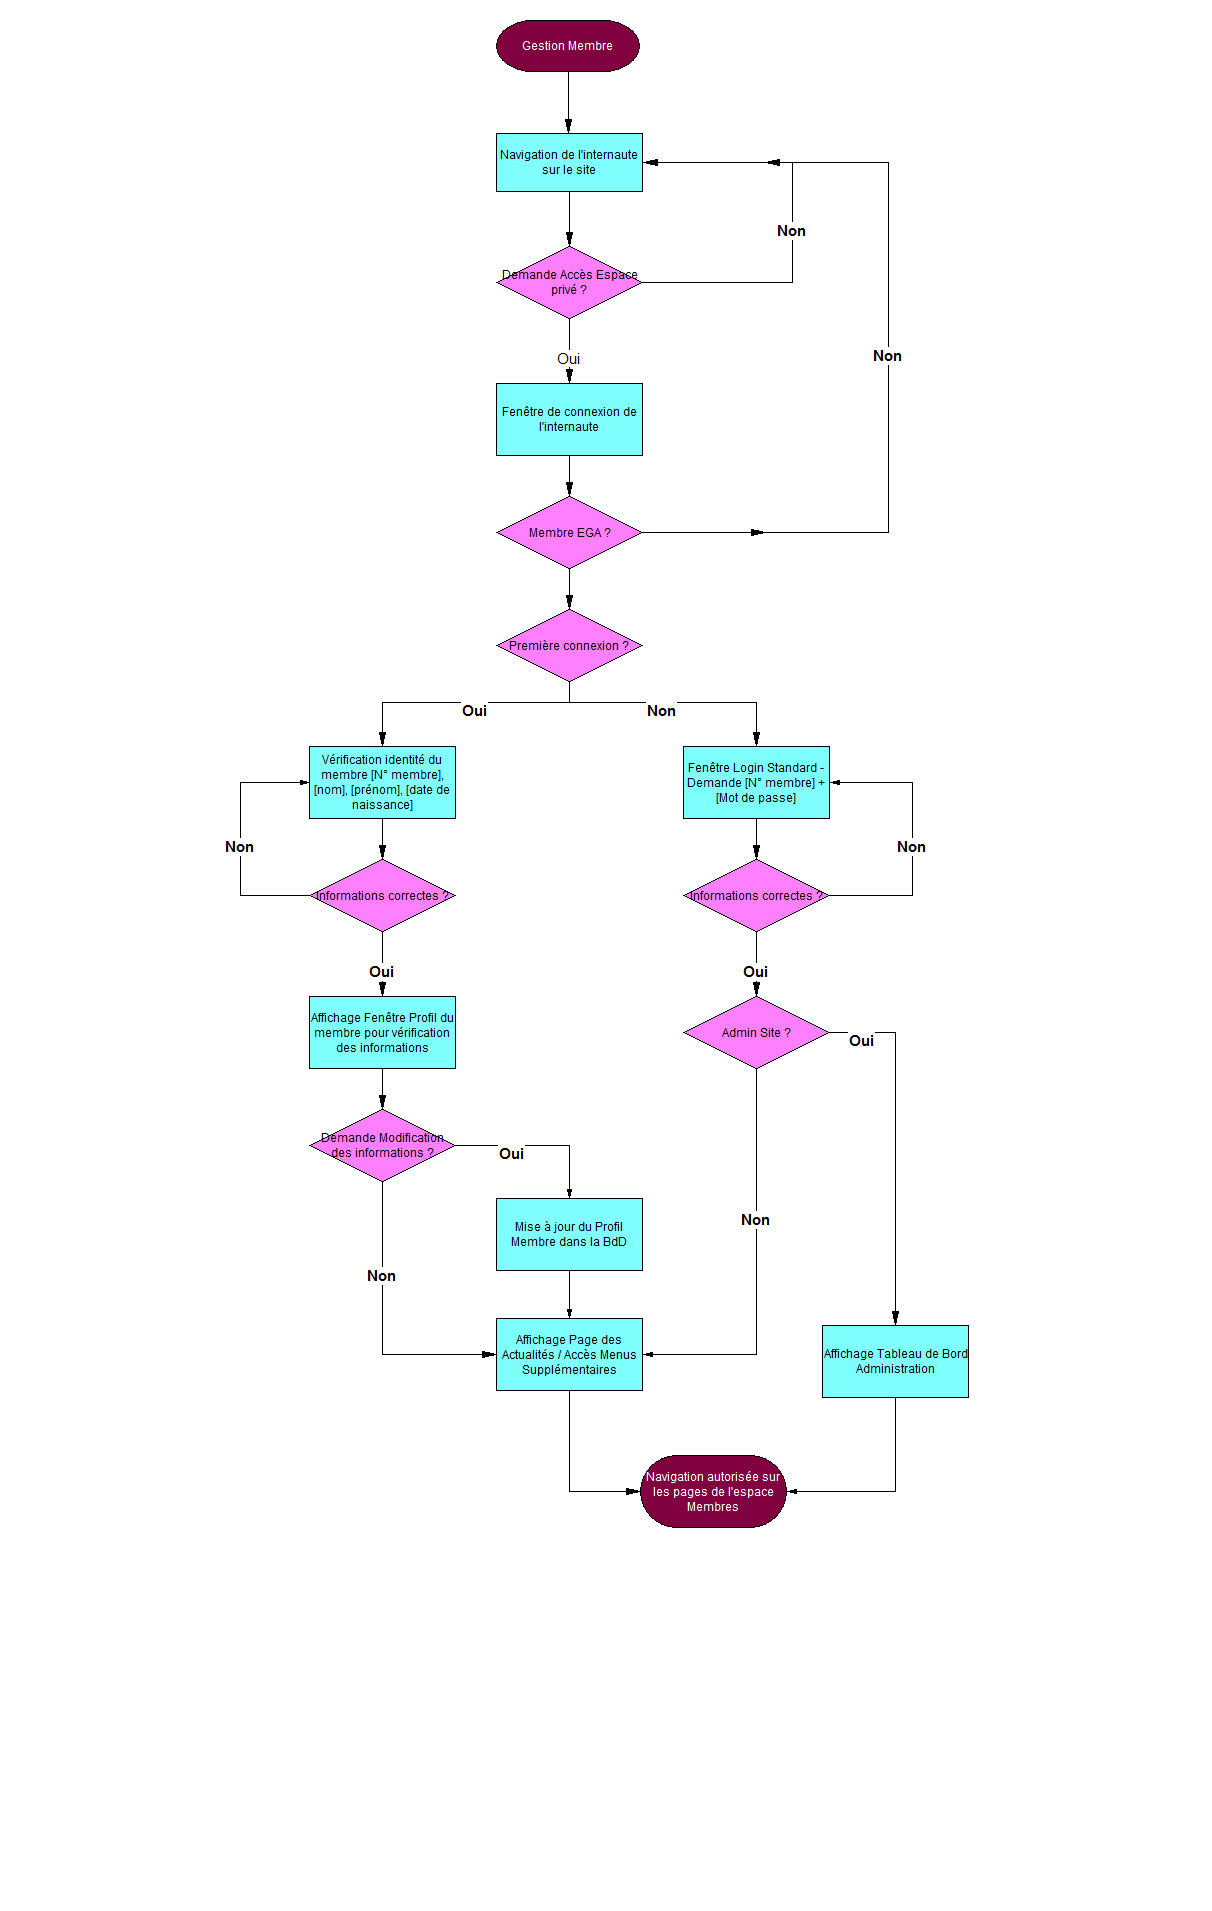 Gestion Membre
Navigation de l'internaute
sur le site
Non
Demande Accès Espace
privé ?
Non
Oui
Fenêtre de connexion de
l'internaute
Membre EGA ?
Première connexion ?
Oui
Non
Vérification identité du
membre [N° membre],
[nom], [prénom], [date de
naissance]
Fenêtre Login Standard -
Demande [N° membre] +
[Mot de passe]
Non
Non
Informations correctes ?
Informations correctes ?
Oui
Oui
Affichage Fenêtre Profil du
membre pour vérification
des informations
Admin Site ?
Oui
Demande Modification
des informations ?
Oui
Mise à jour du Profil
Membre dans la BdD
Non
Non
Affichage Page des
Actualités / Accès Menus
Supplémentaires
Affichage Tableau de Bord
Administration
Navigation autorisée sur
les pages de l'espace
Membres